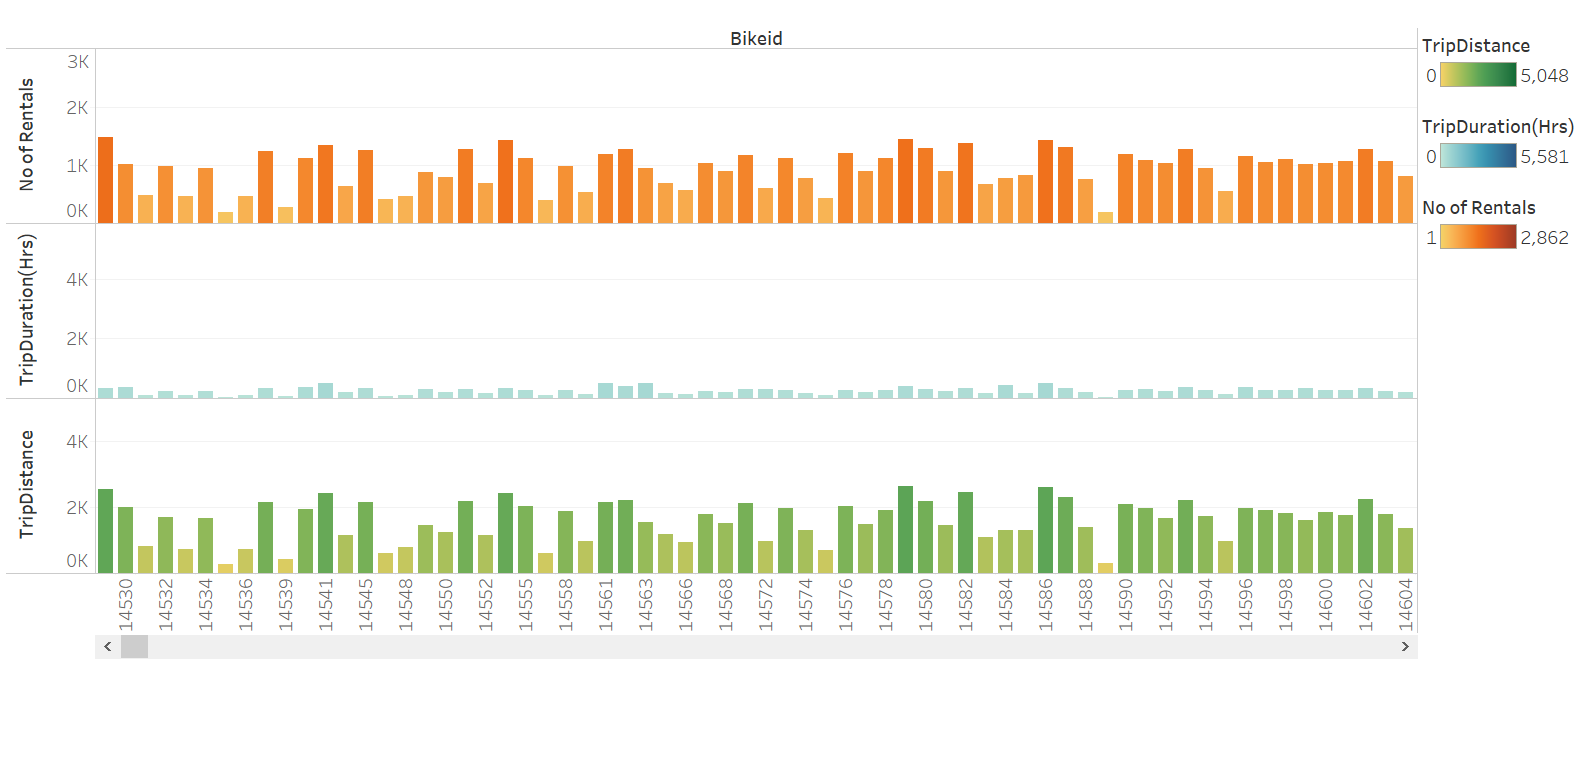 Bikeid
No of Rentals
3K
2K
1K
0K
TripDuration(Hrs)
4K
2K
0K
TripDistance
4K
2K
0K
14530 14532 14534 14536 14539 14541 14545 14548 14550 14552 14555 14558 14561 14563 14566 14568 14572 14574 14576 14578 14580 14582 14584 14586 14588 14590 14592 14594 14596 14598 14600 14602 14604
TripDistance
0 5,048
TripDuration(Hrs)
0 5,581
No of Rentals
1 2,862